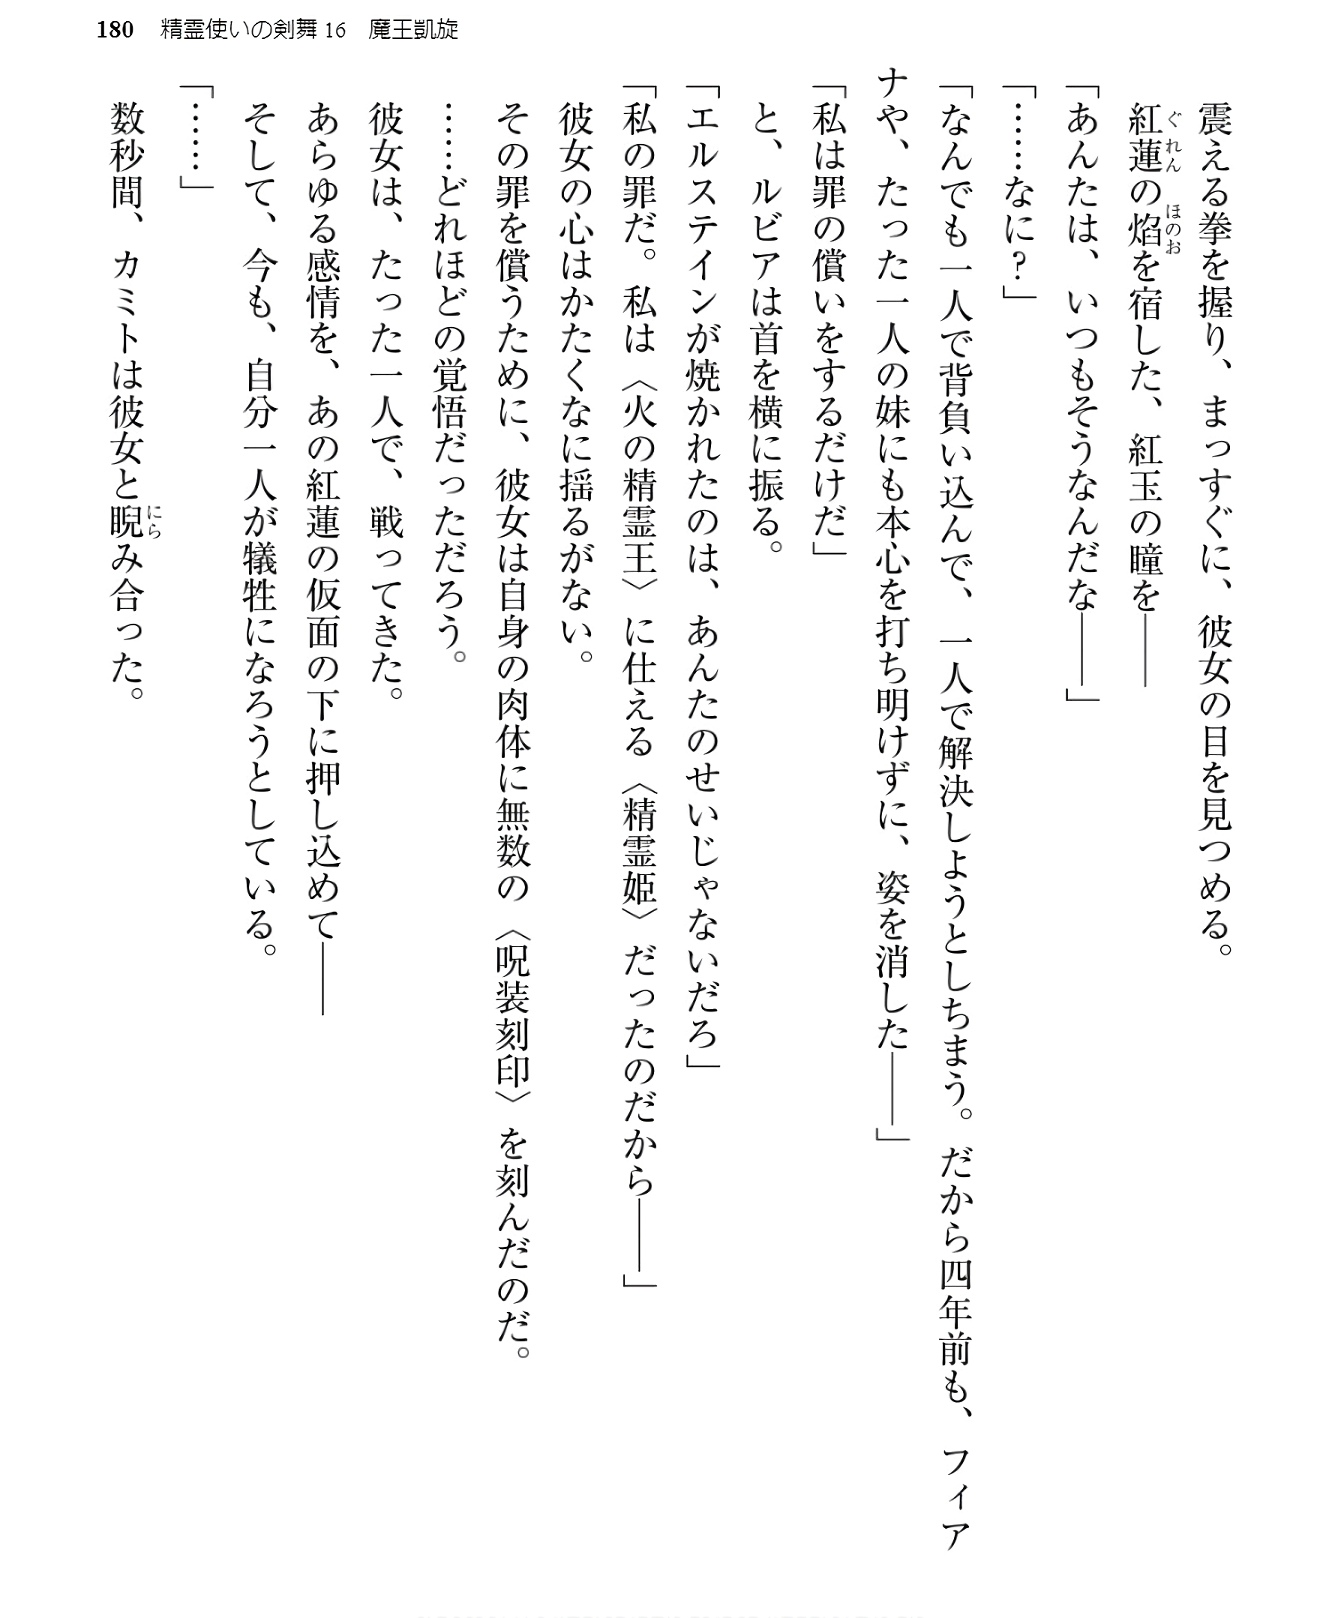 180 精霊使いの剣舞16 魔王凱旋
震える拳を握り、まっすぐに、彼女の目を見つめる。
紅蓮の焰を宿した、紅玉の瞳を――
「あんたは、いつもそうなんだな――」
「……なに?」
「なんでも一人で背負い込んで、一人で解決しようとしちまう。だから四年前も、フィア
ナや、たった一人の妹にも本心を打ち明けずに、姿を消した――」
「私は罪の償いをするだけだ」
と、ルビアは首を横に振る。
「エルステインが焼かれたのは、あんたのせいじゃないだろ」
「私の罪だ。私は〈火の精霊王〉に仕える〈精霊姫〉だったのだから――」
彼女の心はかたくなに揺るがない。
その罪を償うために、彼女は自身の肉体に無数の〈呪装刻印〉を刻んだのだ。
……どれほどの覚悟だっただろう。
彼女は、たった一人で、戦ってきた。
あらゆる感情を、あの紅蓮の仮面の下に押し込めて――
そして、今も、自分一人が犠牲になろうとしている。
「……」
数秒間、カミトは彼女と睨み合った。